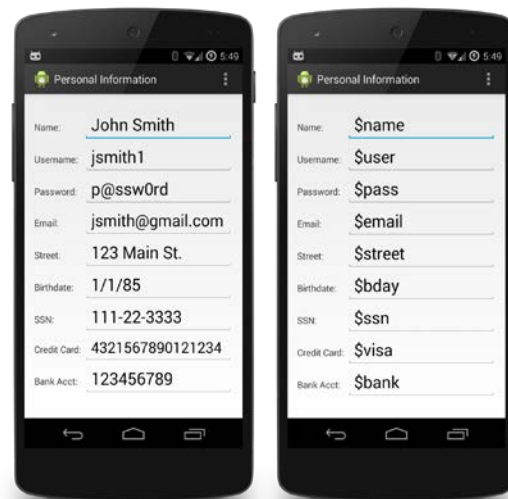 5:49
Personal Information
Name: John Smith
Username: jsmith1
Password: p@ssw0rd
Email: jsmith@gmail.com
Street: 123 Main St.
Birthdate: 1/1/85
SSN: 111-22-3333
Credit Card: 4321567890121234
Bank Acct: 123456789
5:49
Personal Information
Name: $name
Username: $user
Password: $pass
Email: $email
Street: $street
Birthdate: $bday
SSN: $ssn
Credit Card: $visa
Bank Acct: $bank